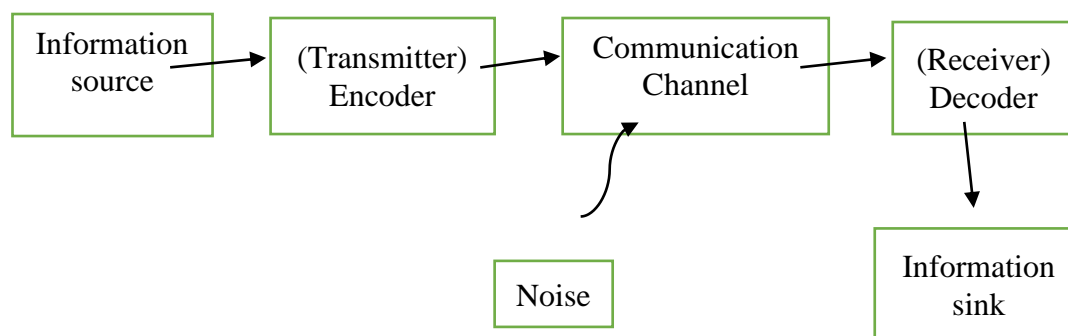 Information
source
(Transmitter)
Encoder
Communication
Channel
(Receiver)
Decoder
Noise
Information
sink